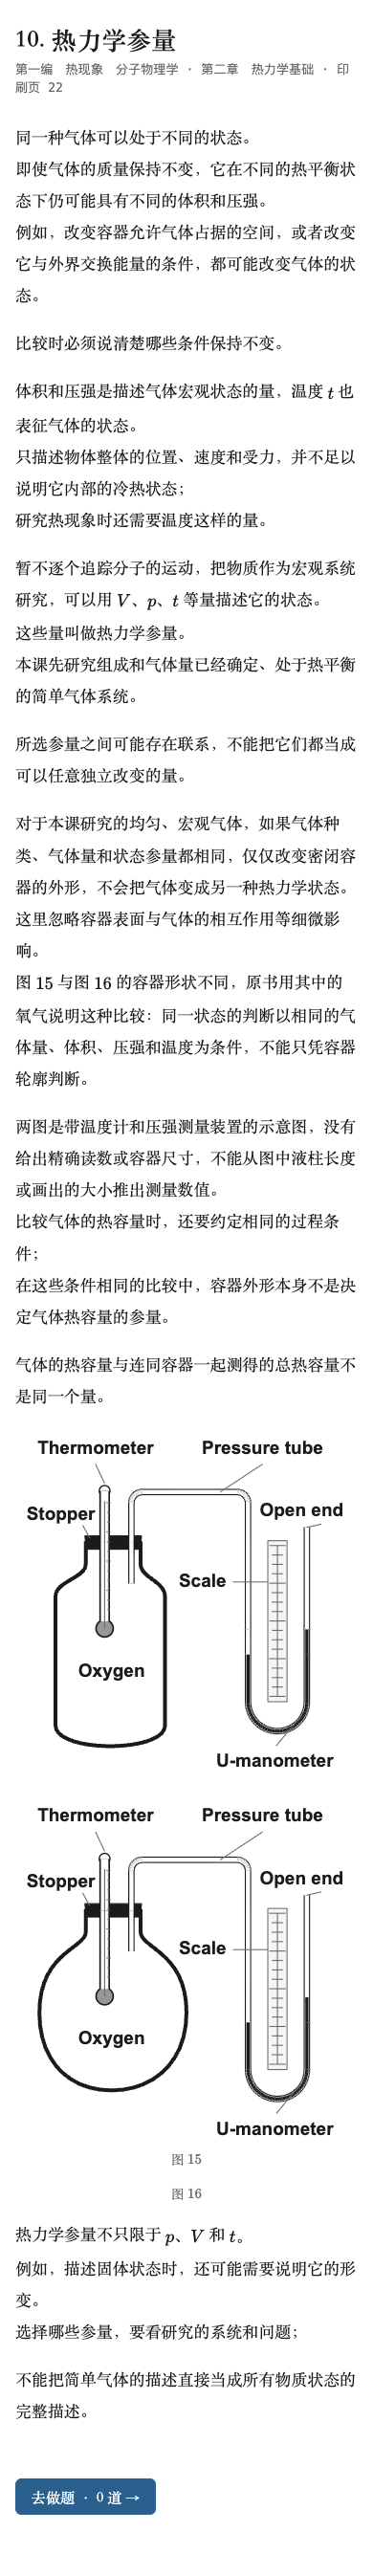 10. 热力学参量
第一编　热现象　分子物理学 · 第二章　热力学基础 · 印
刷页 22
同一种气体可以处于不同的状态。
即使气体的质量保持不变，它在不同的热平衡状
态下仍可能具有不同的体积和压强。
例如，改变容器允许气体占据的空间，或者改变
它与外界交换能量的条件，都可能改变气体的状
态。
比较时必须说清楚哪些条件保持不变。
体积和压强是描述气体宏观状态的量，温度 t 也
表征气体的状态。
只描述物体整体的位置、速度和受力，并不足以
说明它内部的冷热状态；
研究热现象时还需要温度这样的量。
暂不逐个追踪分子的运动，把物质作为宏观系统
研究，可以用 V、p、t 等量描述它的状态。
这些量叫做热力学参量。
本课先研究组成和气体量已经确定、处于热平衡
的简单气体系统。
所选参量之间可能存在联系，不能把它们都当成
可以任意独立改变的量。
对于本课研究的均匀、宏观气体，如果气体种
类、气体量和状态参量都相同，仅仅改变密闭容
器的外形，不会把气体变成另一种热力学状态。
这里忽略容器表面与气体的相互作用等细微影
响。
图 15 与图 16 的容器形状不同，原书用其中的
氧气说明这种比较：同一状态的判断以相同的气
体量、体积、压强和温度为条件，不能只凭容器
轮廓判断。
两图是带温度计和压强测量装置的示意图，没有
给出精确读数或容器尺寸，不能从图中液柱长度
或画出的大小推出测量数值。
比较气体的热容量时，还要约定相同的过程条
件；
在这些条件相同的比较中，容器外形本身不是决
定气体热容量的参量。
气体的热容量与连同容器一起测得的总热容量不
是同一个量。
Thermometer Pressure tube
Stopper Open end
Scale
Oxygen
U-manometer
Thermometer Pressure tube
Stopper Open end
Scale
Oxygen
U-manometer
图 15
图 16
热力学参量不只限于 p、V 和 t。
例如，描述固体状态时，还可能需要说明它的形
变。
选择哪些参量，要看研究的系统和问题；
不能把简单气体的描述直接当成所有物质状态的
完整描述。
去做题 · 0 道 →